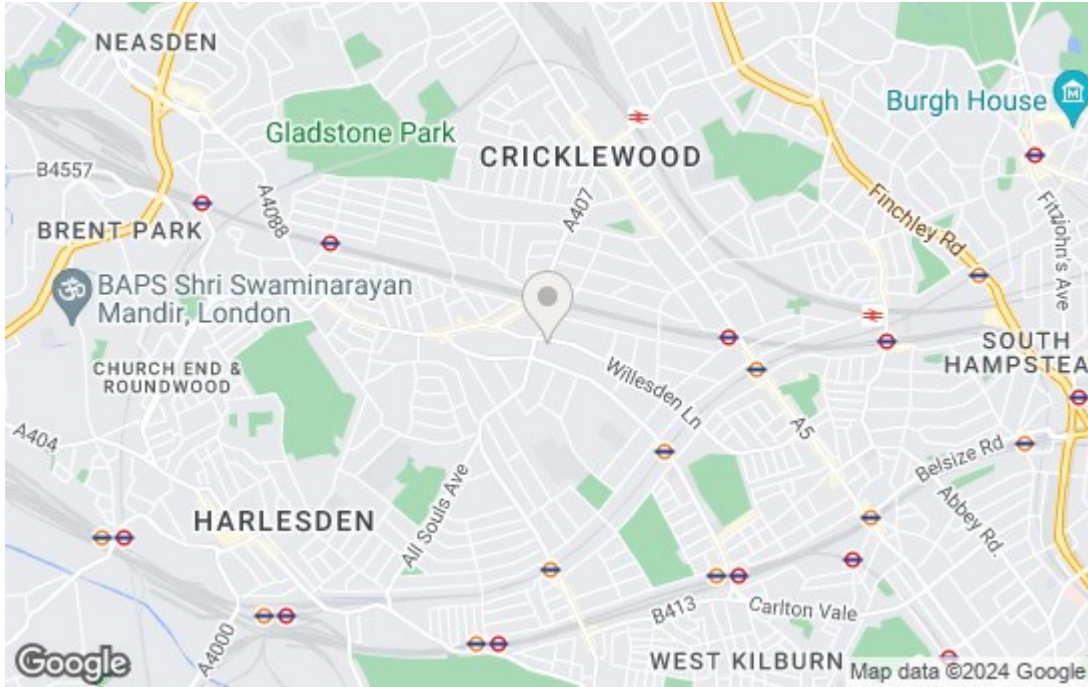 NEASDEN
Burgh House
Gladstone Park
CRICKLEWOOD
B4557
A4088
A407
Finchley Rd
Fitzjohn's Ave
BRENT PARK
BAPS Shri Swaminarayan
Mandir, London
SOUTH
HAMPSTEA
CHURCH END &
ROUNDWOOD
Willesden Ln
A5
A404
Belsize Rd
Abbey Rd.
All Souls Ave
HARLESDEN
B413
Carlton Vale
A4000
WEST KILBURN
Google
Map data ©2024 Google